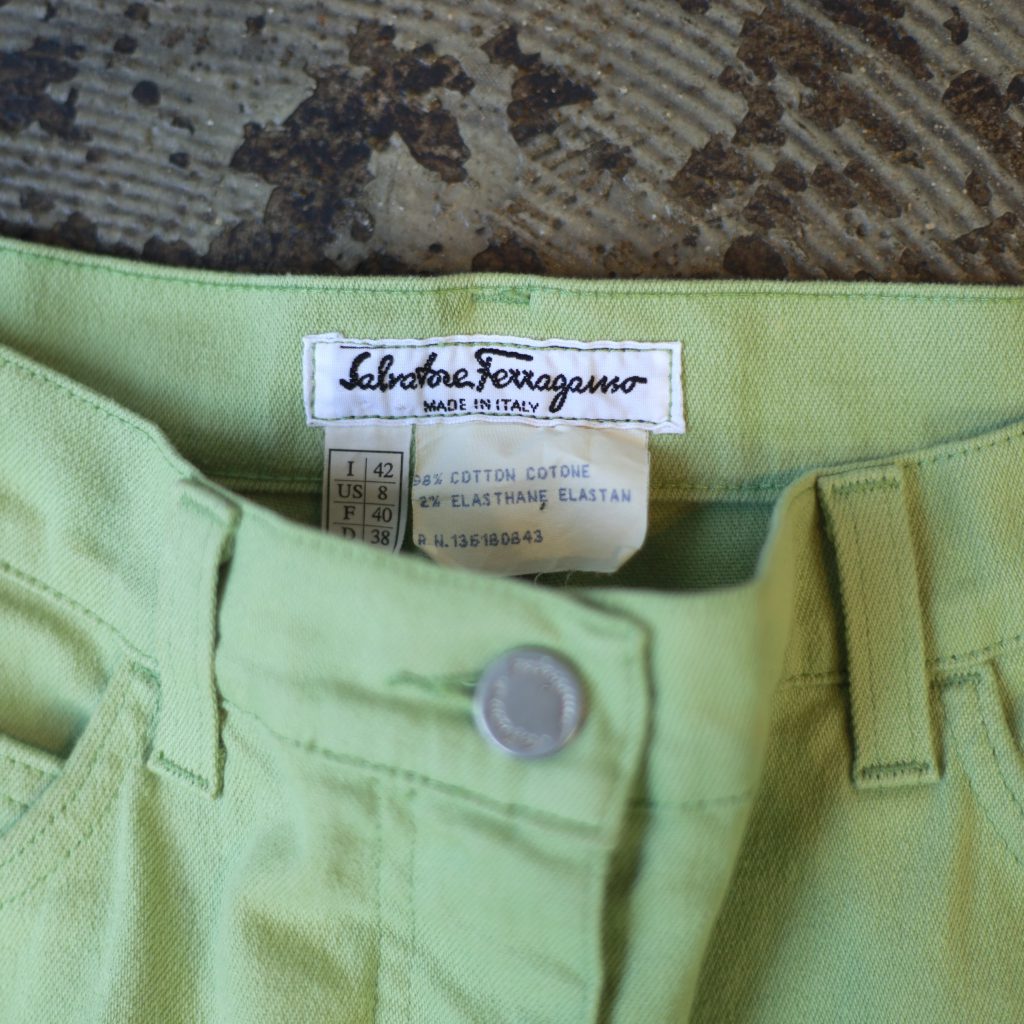 Salvatore Ferragamo
MADE IN ITALY
I 42
US 8
F 40
D 38
98% COTTON COTONE
2% ELASTHANE, ELASTAN
R.N.135180843